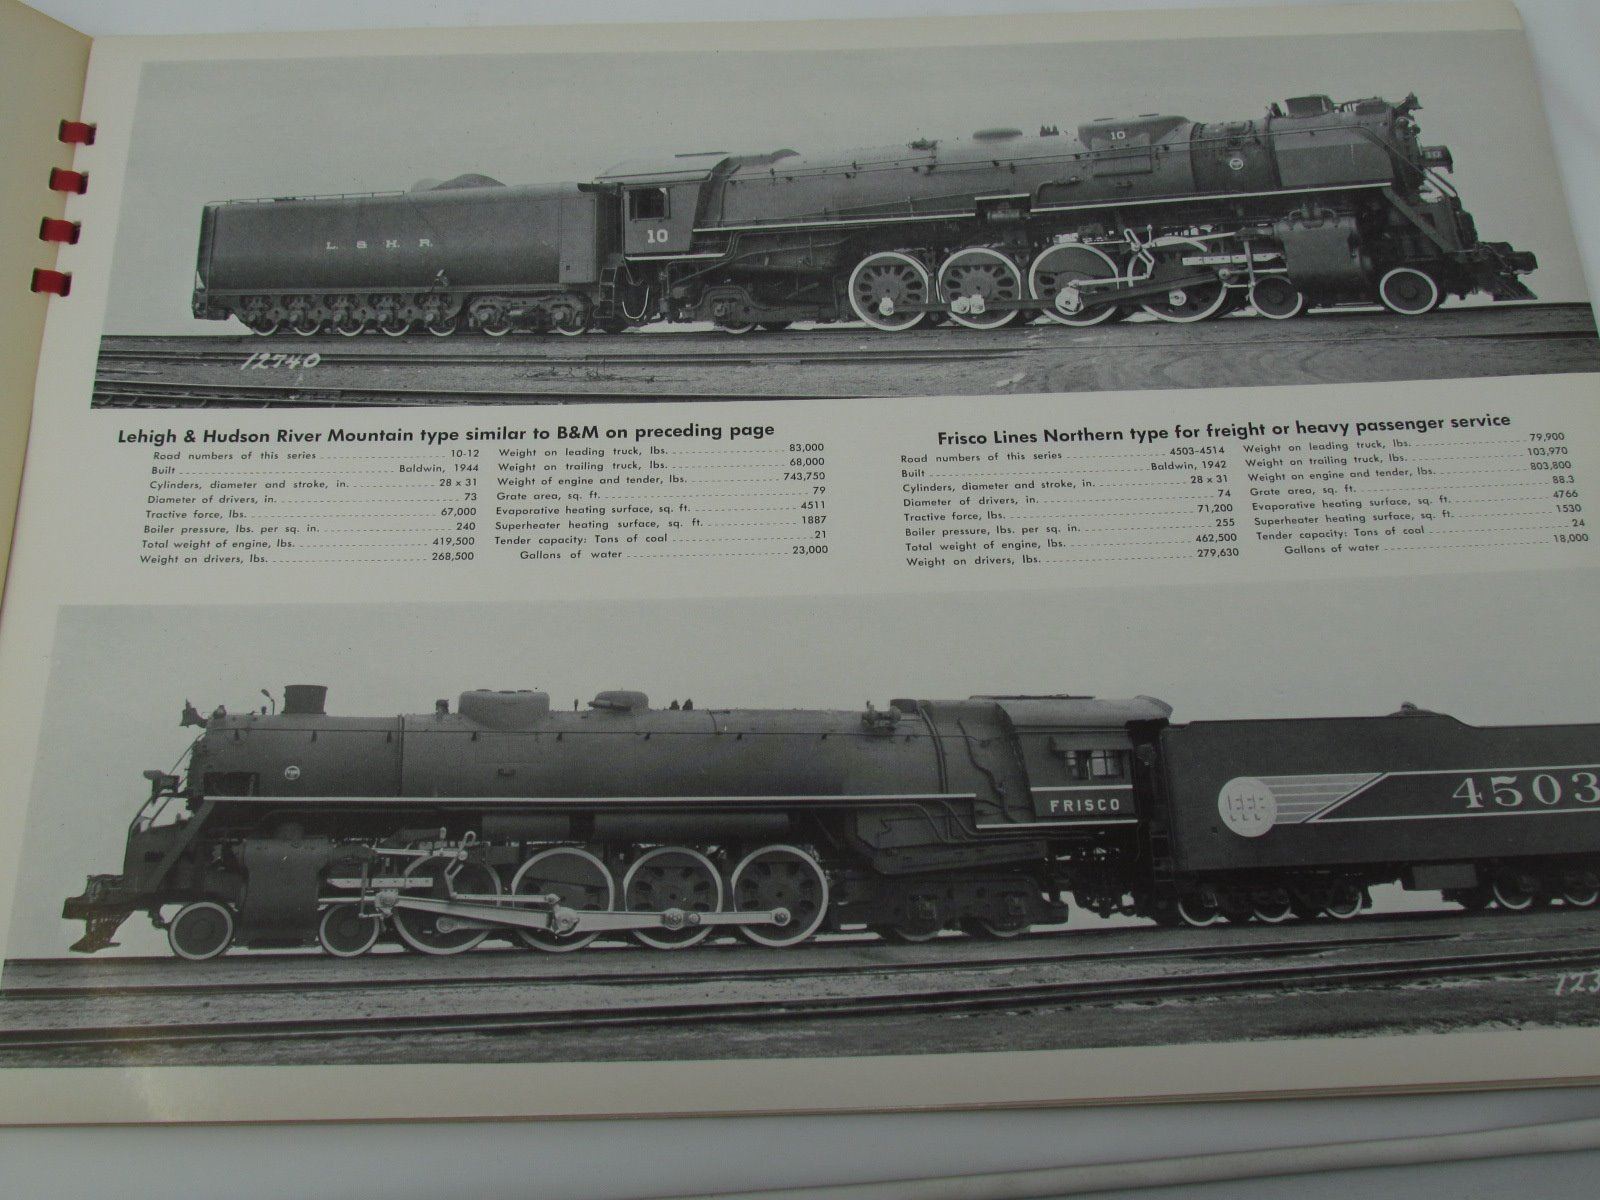 L. & H. R.
10
10
10
12740
Lehigh & Hudson River Mountain type similar to B&M on preceding page
Road numbers of this series 10-12
Built Baldwin, 1944
Cylinders, diameter and stroke, in. 28 x 31
Diameter of drivers, in. 73
Tractive force, lbs. 67,000
Boiler pressure, lbs. per sq. in. 240
Total weight of engine, lbs. 419,500
Weight on drivers, lbs. 268,500
Weight on leading truck, lbs. 83,000
Weight on trailing truck, lbs. 68,000
Weight of engine and tender, lbs. 743,750
Grate area, sq. ft. 79
Evaporative heating surface, sq. ft. 4511
Superheater heating surface, sq. ft. 1887
Tender capacity: Tons of coal 21
Gallons of water 23,000
Frisco Lines Northern type for freight or heavy passenger service
Road numbers of this series 4503-4514
Built Baldwin, 1942
Cylinders, diameter and stroke, in. 28 x 31
Diameter of drivers, in. 74
Tractive force, lbs. 71,200
Boiler pressure, lbs. per sq. in. 255
Total weight of engine, lbs. 462,500
Weight on drivers, lbs. 279,630
Weight on leading truck, lbs. 79,900
Weight on trailing truck, lbs. 103,970
Weight on engine and tender, lbs. 803,800
Grate area, sq. ft. 88.3
Evaporative heating surface, sq. ft. 4766
Superheater heating surface, sq. ft. 1530
Tender capacity: Tons of coal 24
Gallons of water 18,000
FRISCO
4503
123